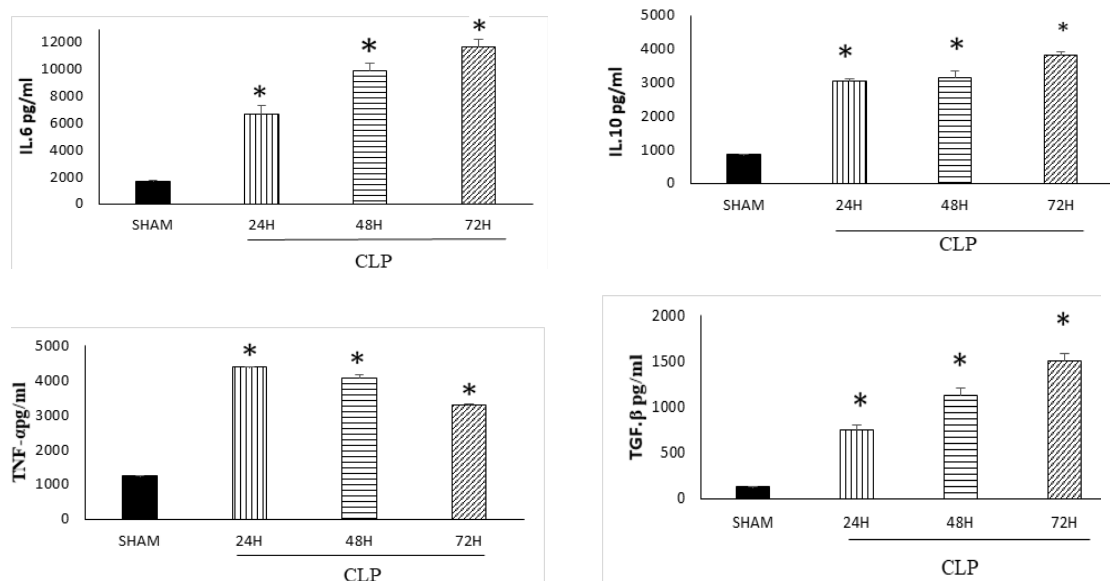 IL.6 pg/ml
12000
10000
8000
6000
4000
2000
0
*
*
*
SHAM 24H 48H 72H
CLP
IL.10 pg/ml
5000
4000
3000
2000
1000
0
* * *
SHAM 24H 48H 72H
CLP
TNF-αpg/ml
5000
4000
3000
2000
1000
0
* * *
SHAM 24H 48H 72H
CLP
TGF.β pg/ml
2000
1500
1000
500
0
*
*
*
SHAM 24H 48H 72H
CLP